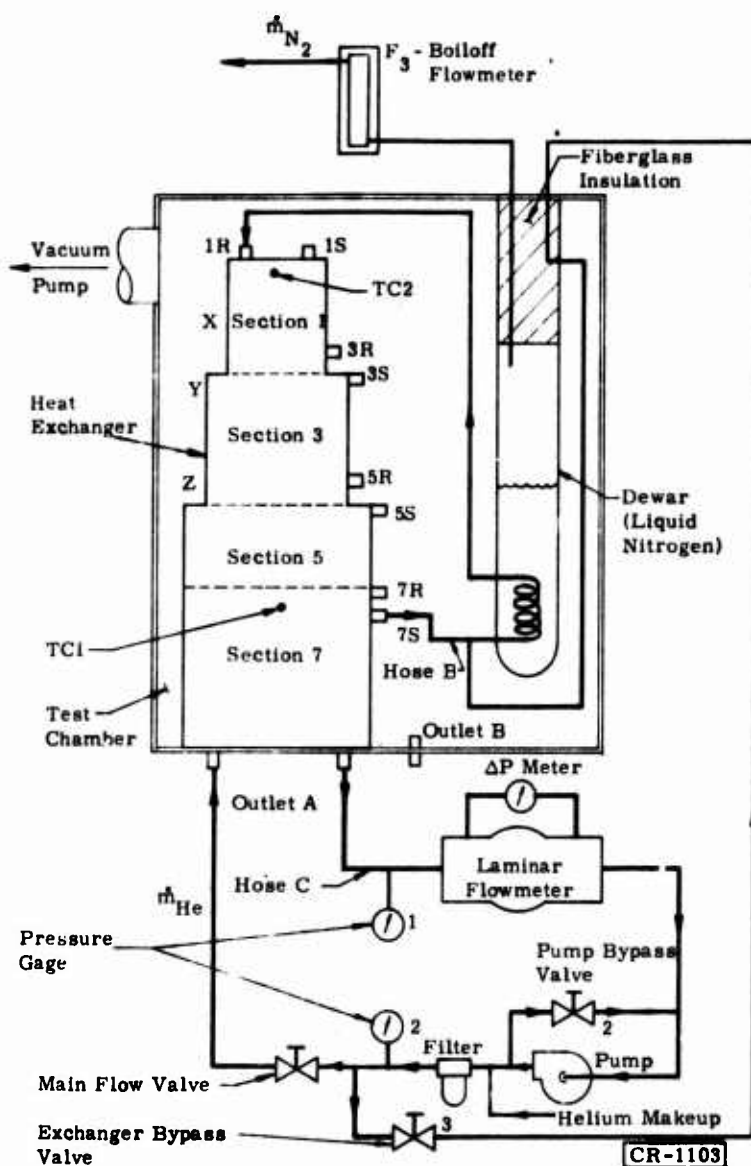 ṁN2
F3 - Boiloff
Flowmeter
Fiberglass
Insulation
Vacuum
Pump
1R
1S
TC2
X
Section 1
3R
3S
Y
Heat
Exchanger
Section 3
Z
5R
5S
Dewar
(Liquid
Nitrogen)
Section 5
7R
7S
TC1
Section 7
Hose B
Test
Chamber
Outlet B
ΔP Meter
Outlet A
Laminar
Flowmeter
Hose C
ṁHe
1
Pressure
Gage
Pump Bypass
Valve
2
2
Filter
Pump
Main Flow Valve
Helium Makeup
3
Exchanger Bypass
Valve
CR-1103